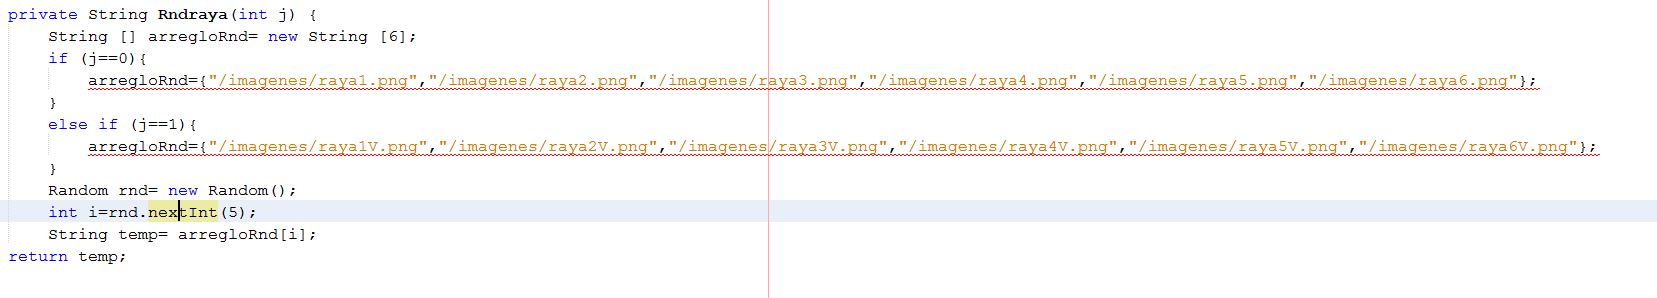 private String Rndraya(int j) {
String [] arregloRnd= new String [6];
if (j==0){
arregloRnd={"/imagenes/raya1.png","/imagenes/raya2.png","/imagenes/raya3.png","/imagenes/raya4.png","/imagenes/raya5.png","/imagenes/raya6.png"};
}
else if (j==1){
arregloRnd={"/imagenes/raya1V.png","/imagenes/raya2V.png","/imagenes/raya3V.png","/imagenes/raya4V.png","/imagenes/raya5V.png","/imagenes/raya6V.png"};
}
Random rnd= new Random();
int i=rnd.nextInt(5);
String temp= arregloRnd[i];
return temp;